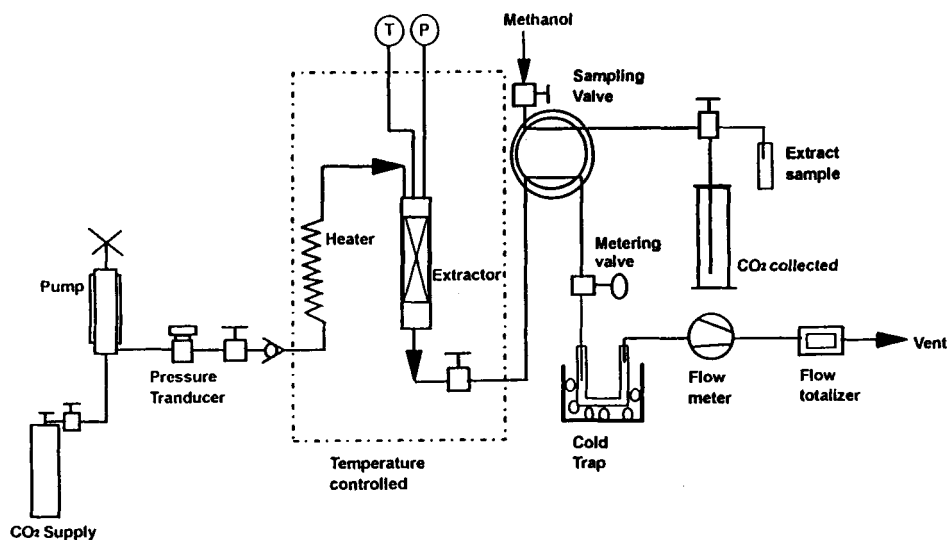 Methanol
T P
Sampling
Valve
Heater
Extractor
Extract
sample
Metering
valve
CO2 collected
Pump
Pressure
Tranducer
Flow
meter
Flow
totalizer
Vent
Cold
Trap
Temperature
controlled
CO2 Supply